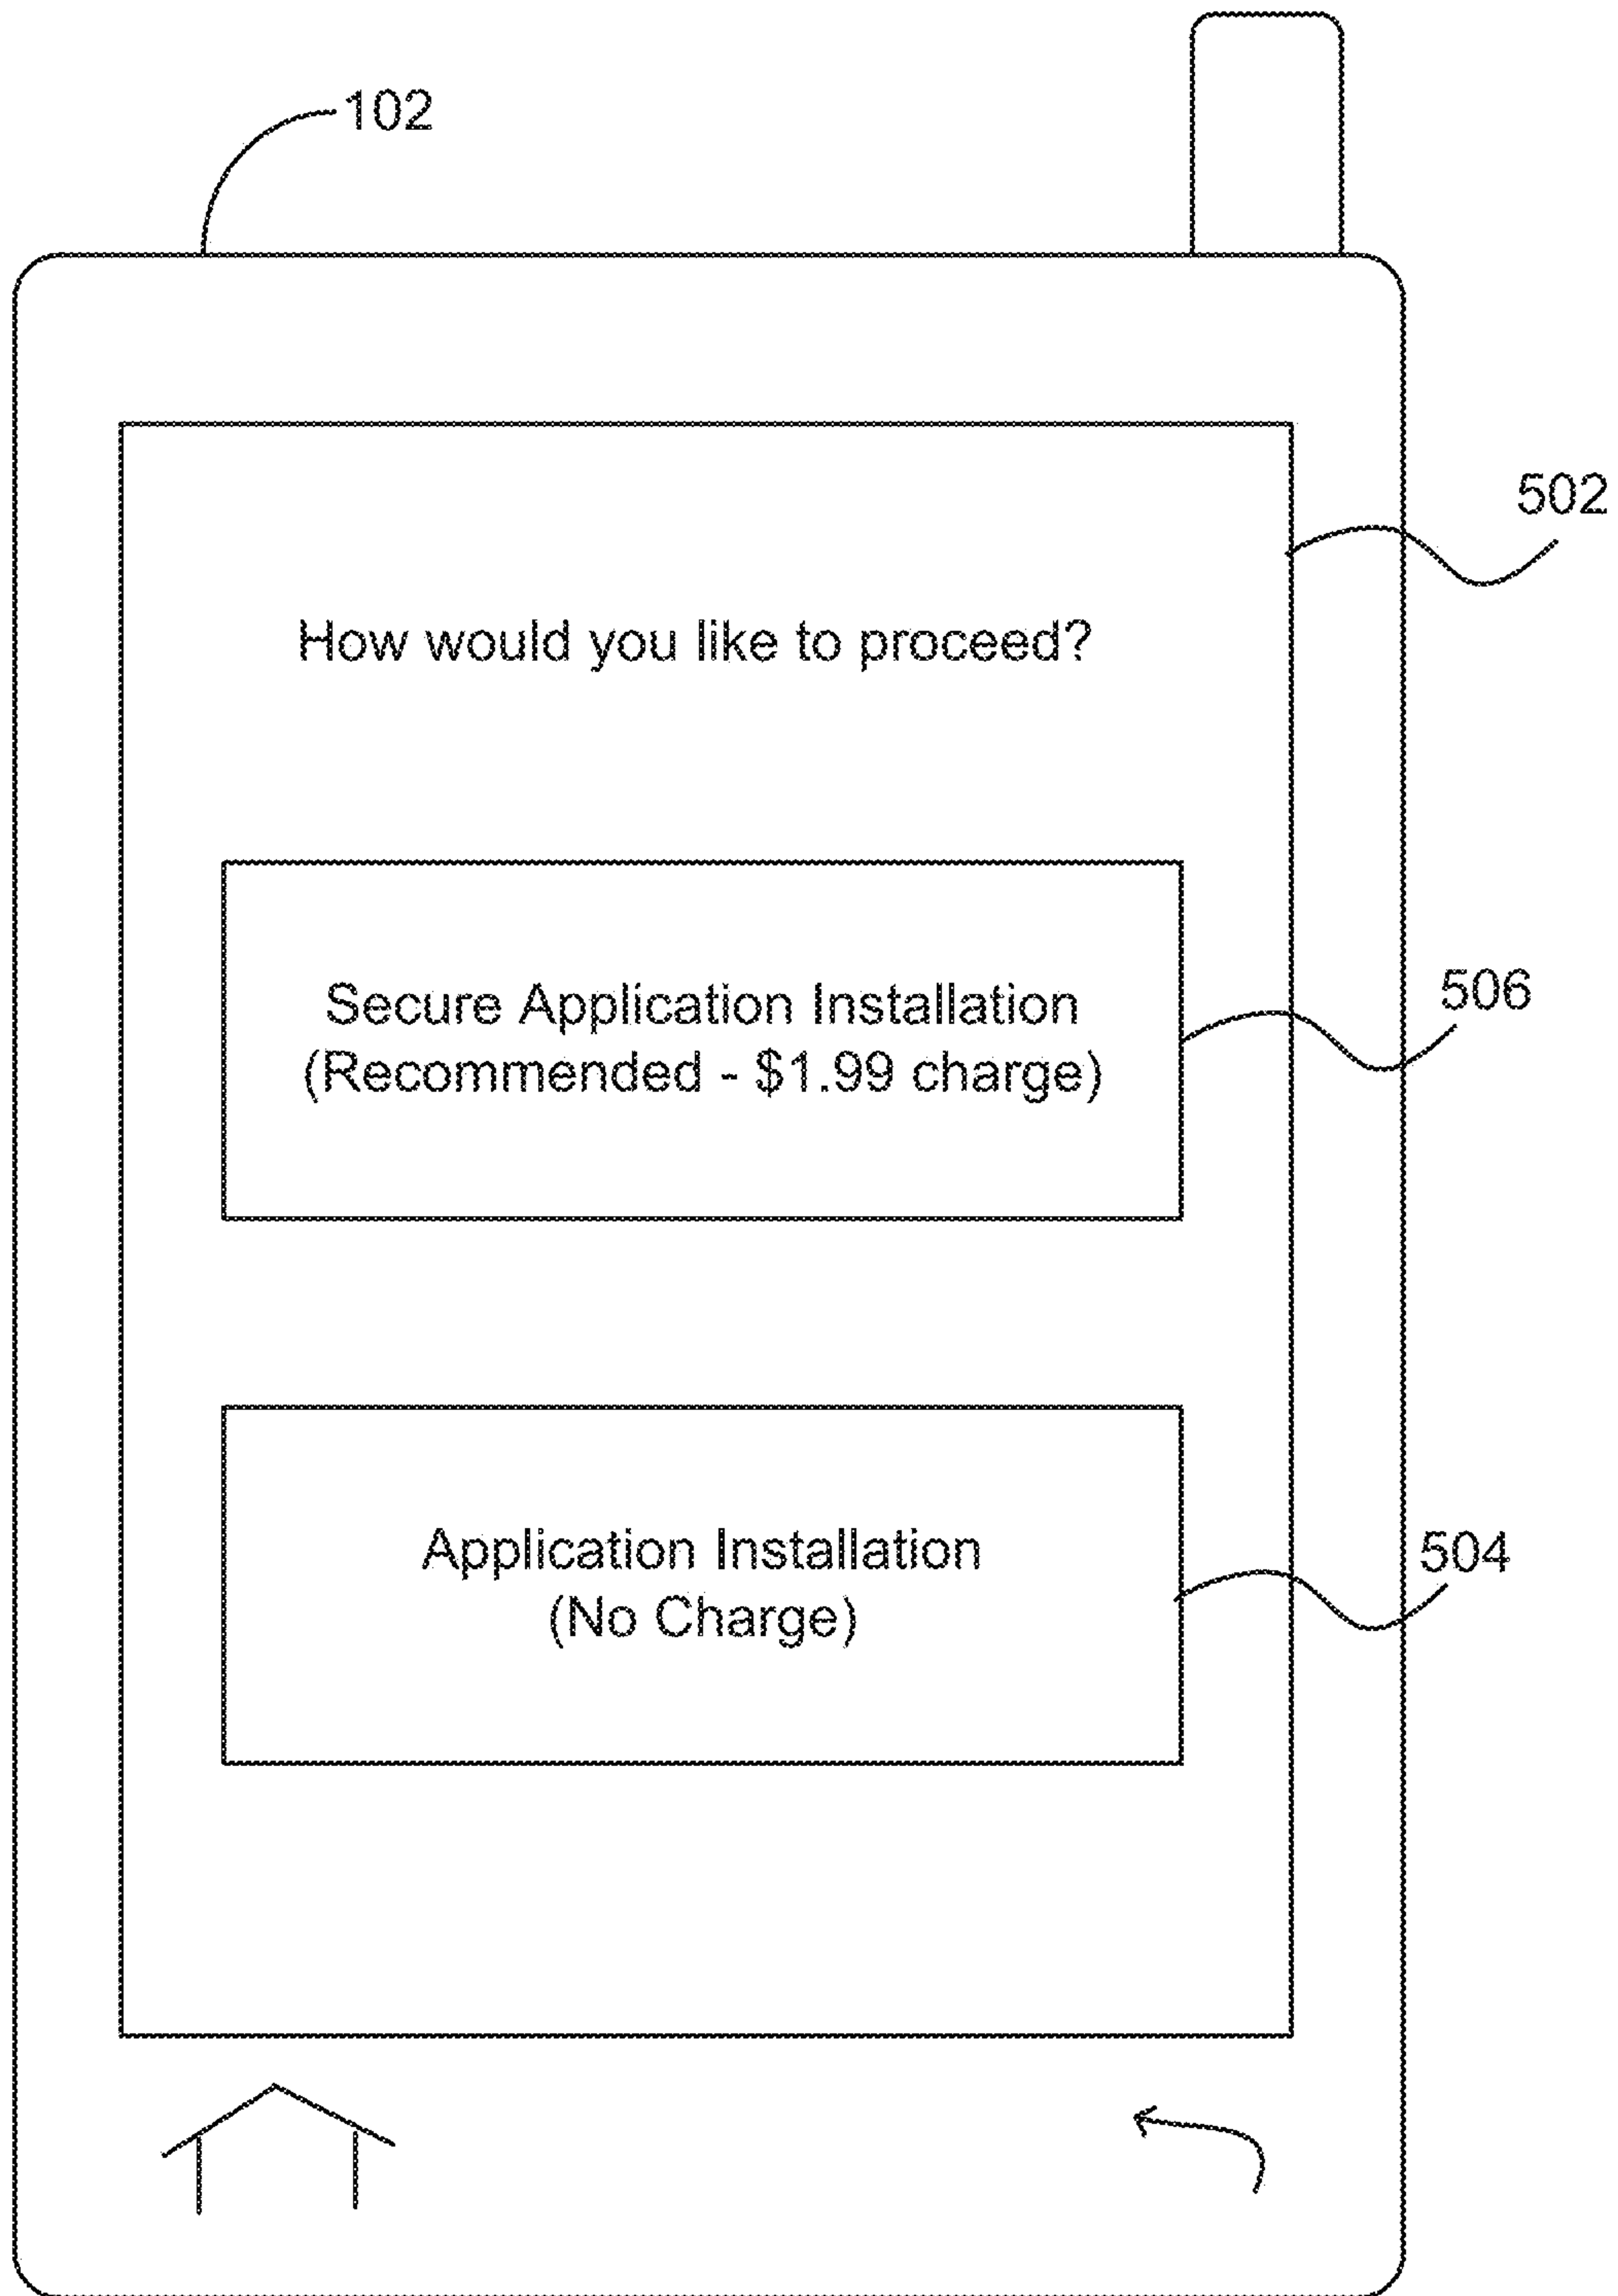 102
502
How would you like to proceed?
506
Secure Application Installation
(Recommended - $1.99 charge)
504
Application Installation
(No Charge)